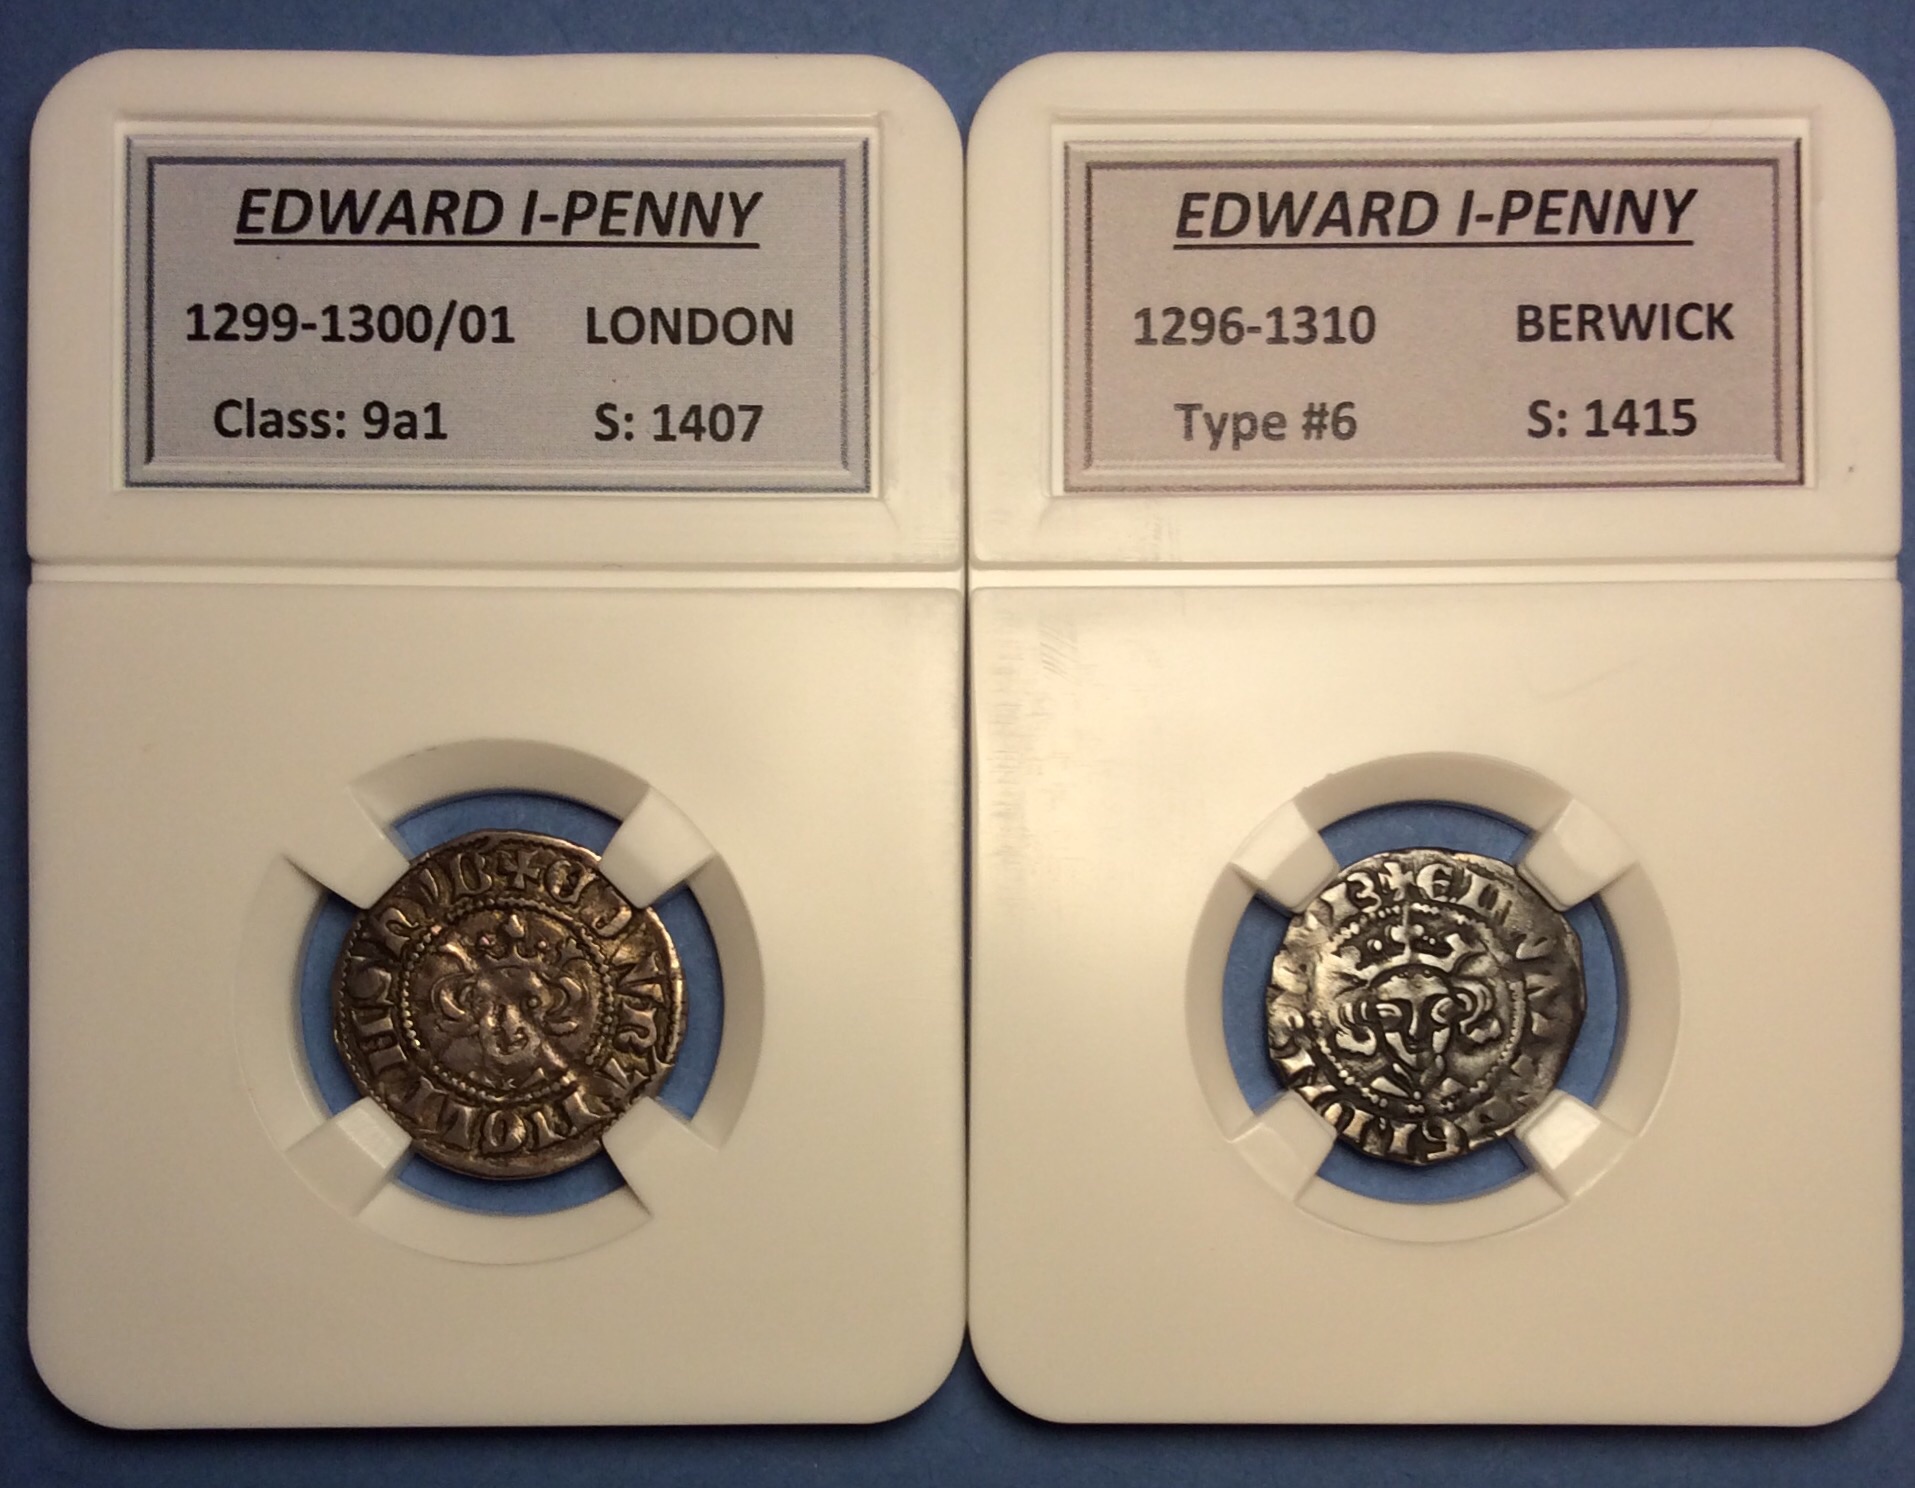 EDWARD I-PENNY
1299-1300/01 LONDON
Class: 9a1 S: 1407
EDWARD I-PENNY
1296-1310 BERWICK
Type #6 S: 1415